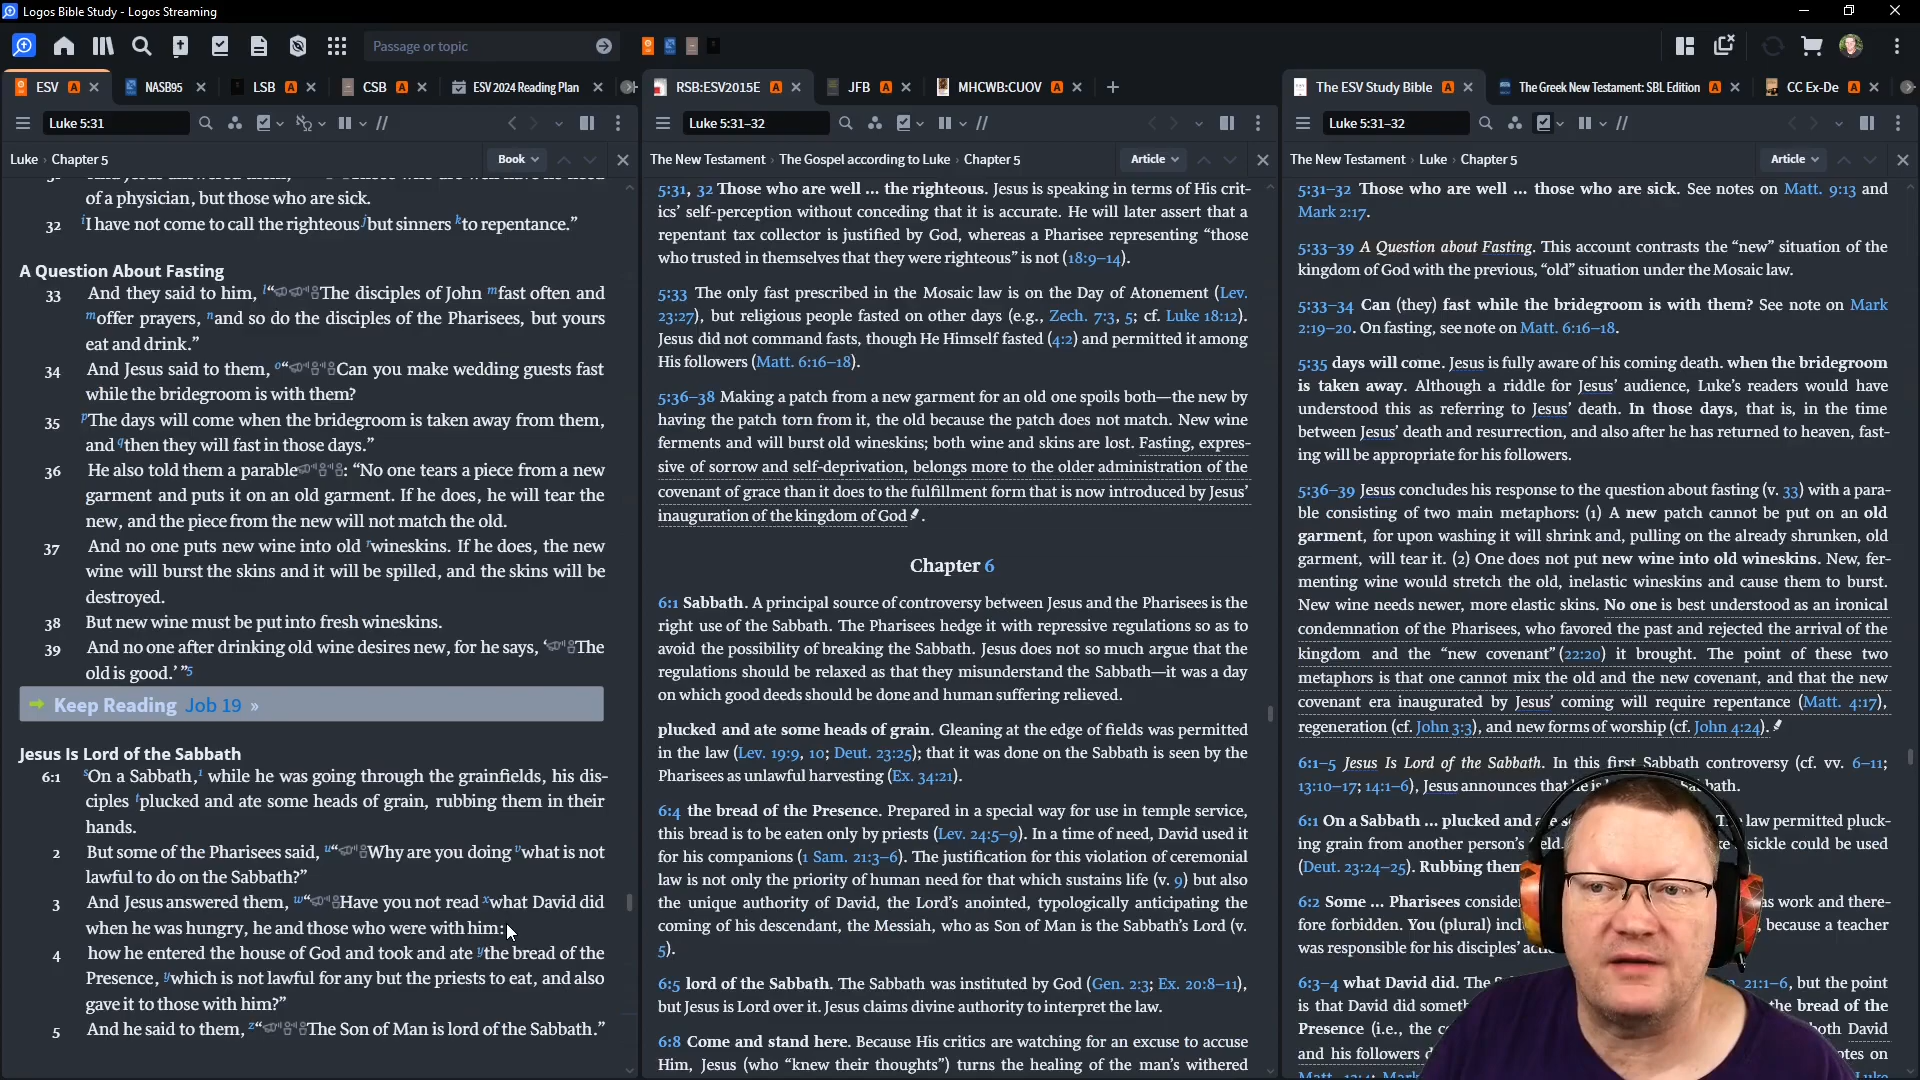 Logos Bible Study - Logos Streaming
Passage or topic
ESV A
NASB95
LSB A
CSB A
ESV 2024 Reading Plan
RSB:ESV2015E A
JFB A
MHCWB:CUOV A
The ESV Study Bible A
The Greek New Testament: SBL Edition A
CC Ex-De A
Luke 5:31
Luke › Chapter 5
Book
of a physician, but those who are sick.
32 i I have not come to call the righteous j but sinners k to repentance.”
A Question About Fasting
33 And they said to him, l “The disciples of John m fast often and
m offer prayers, n and so do the disciples of the Pharisees, but yours
eat and drink.”
34 And Jesus said to them, o “Can you make wedding guests fast
while the bridegroom is with them?
35 p The days will come when the bridegroom is taken away from them,
and q then they will fast in those days.”
36 He also told them a parable: “No one tears a piece from a new
garment and puts it on an old garment. If he does, he will tear the
new, and the piece from the new will not match the old.
37 And no one puts new wine into old r wineskins. If he does, the new
wine will burst the skins and it will be spilled, and the skins will be
destroyed.
38 But new wine must be put into fresh wineskins.
39 And no one after drinking old wine desires new, for he says, ‘The
old is good.’ ” 5
Keep Reading Job 19 »
Jesus Is Lord of the Sabbath
6:1 s On a Sabbath, 1 while he was going through the grainfields, his dis-
ciples t plucked and ate some heads of grain, rubbing them in their
hands.
2 But some of the Pharisees said, u “Why are you doing v what is not
lawful to do on the Sabbath?”
3 And Jesus answered them, w “Have you not read x what David did
when he was hungry, he and those who were with him:
4 how he entered the house of God and took and ate y the bread of the
Presence, y which is not lawful for any but the priests to eat, and also
gave it to those with him?”
5 And he said to them, z “The Son of Man is lord of the Sabbath.”
Luke 5:31–32
The New Testament › The Gospel according to Luke › Chapter 5
Article
5:31, 32 Those who are well ... the righteous. Jesus is speaking in terms of His crit-
ics’ self-perception without conceding that it is accurate. He will later assert that a
repentant tax collector is justified by God, whereas a Pharisee representing “those
who trusted in themselves that they were righteous” is not (18:9–14).
5:33 The only fast prescribed in the Mosaic law is on the Day of Atonement (Lev.
23:27), but religious people fasted on other days (e.g., Zech. 7:3, 5; cf. Luke 18:12).
Jesus did not command fasts, though He Himself fasted (4:2) and permitted it among
His followers (Matt. 6:16–18).
5:36–38 Making a patch from a new garment for an old one spoils both—the new by
having the patch torn from it, the old because the patch does not match. New wine
ferments and will burst old wineskins; both wine and skins are lost. Fasting, expres-
sive of sorrow and self-deprivation, belongs more to the older administration of the
covenant of grace than it does to the fulfillment form that is now introduced by Jesus’
inauguration of the kingdom of God.
Chapter 6
6:1 Sabbath. A principal source of controversy between Jesus and the Pharisees is the
right use of the Sabbath. The Pharisees hedge it with repressive regulations so as to
avoid the possibility of breaking the Sabbath. Jesus does not so much argue that the
regulations should be relaxed as that they misunderstand the Sabbath—it was a day
on which good deeds should be done and human suffering relieved.
plucked and ate some heads of grain. Gleaning at the edge of fields was permitted
in the law (Lev. 19:9, 10; Deut. 23:25); that it was done on the Sabbath is seen by the
Pharisees as unlawful harvesting (Ex. 34:21).
6:4 the bread of the Presence. Prepared in a special way for use in temple service,
this bread is to be eaten only by priests (Lev. 24:5–9). In a time of need, David used it
for his companions (1 Sam. 21:3–6). The justification for this violation of ceremonial
law is not only the priority of human need for that which sustains life (v. 9) but also
the unique authority of David, the Lord’s anointed, typologically anticipating the
coming of his descendant, the Messiah, who as Son of Man is the Sabbath’s Lord (v.
5).
6:5 lord of the Sabbath. The Sabbath was instituted by God (Gen. 2:3; Ex. 20:8–11),
but Jesus is Lord over it. Jesus claims divine authority to interpret the law.
6:8 Come and stand here. Because His critics are watching for an excuse to accuse
Him, Jesus (who “knew their thoughts”) turns the healing of the man’s withered
Luke 5:31–32
The New Testament › Luke › Chapter 5
Article
5:31–32 Those who are well ... those who are sick. See notes on Matt. 9:13 and
Mark 2:17.
5:33–39 A Question about Fasting. This account contrasts the “new” situation of the
kingdom of God with the previous, “old” situation under the Mosaic law.
5:33–34 Can (they) fast while the bridegroom is with them? See note on Mark
2:19–20. On fasting, see note on Matt. 6:16–18.
5:35 days will come. Jesus is fully aware of his coming death. when the bridegroom
is taken away. Although a riddle for Jesus’ audience, Luke’s readers would have
understood this as referring to Jesus’ death. In those days, that is, in the time
between Jesus’ death and resurrection, and also after he has returned to heaven, fast-
ing will be appropriate for his followers.
5:36–39 Jesus concludes his response to the question about fasting (v. 33) with a para-
ble consisting of two main metaphors: (1) A new patch cannot be put on an old
garment, for upon washing it will shrink and, pulling on the already shrunken, old
garment, will tear it. (2) One does not put new wine into old wineskins. New, fer-
menting wine would stretch the old, inelastic wineskins and cause them to burst.
New wine needs newer, more elastic skins. No one is best understood as an ironical
condemnation of the Pharisees, who favored the past and rejected the arrival of the
kingdom and the “new covenant” (22:20) it brought. The point of these two
metaphors is that one cannot mix the old and the new covenant, and that the new
covenant era inaugurated by Jesus’ coming will require repentance (Matt. 4:17),
regeneration (cf. John 3:3), and new forms of worship (cf. John 4:24).
6:1–5 Jesus Is Lord of the Sabbath. In this first Sabbath controversy (cf. vv. 6–11;
13:10–17; 14:1–6), Jesus announces that he is
6:1 On a Sabbath ... plucked and law permitted pluck-
ing grain from another person’s sickle could be used
(Deut. 23:24–25). Rubbing
6:2 Some ... Pharisees as work and there-
fore forbidden. You (plural) because a teacher
was responsible for his disciples’
6:3–4 what David did. 21:1–6, but the point
is that David did the bread of the
Presence (i.e., the both David
and his followers notes on